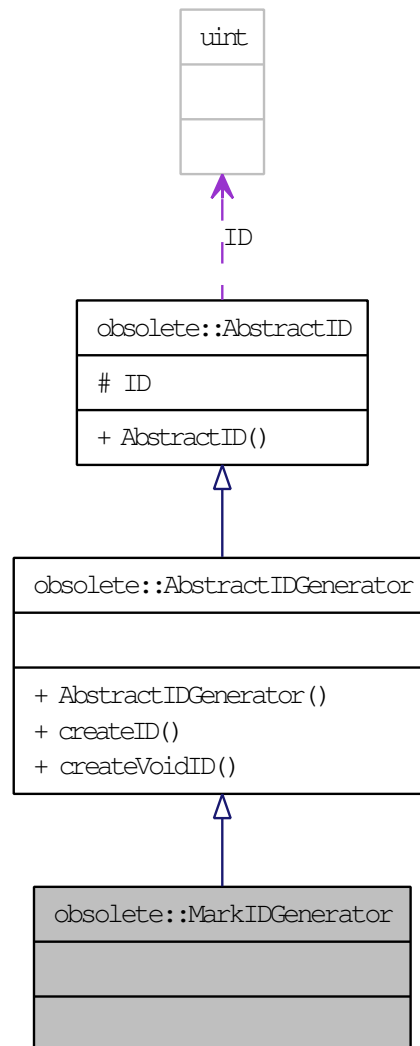 uint
ID
obsolete::AbstractID
# ID
+ AbstractID()
obsolete::AbstractIDGenerator
+ AbstractIDGenerator()
+ createID()
+ createVoidID()
obsolete::MarkIDGenerator